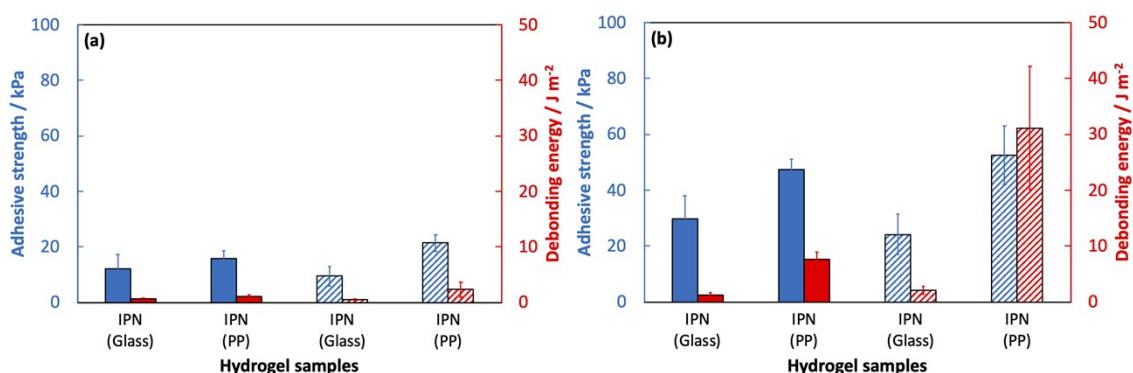 (a)
Adhesive strength / kPa
100
80
60
40
20
0
Debonding energy / J m⁻²
50
40
30
20
10
0
IPN
(Glass)
IPN
(PP)
IPN
(Glass)
IPN
(PP)
Hydrogel samples
(b)
Adhesive strength / kPa
100
80
60
40
20
0
Debonding energy / J m⁻²
50
40
30
20
10
0
IPN
(Glass)
IPN
(PP)
IPN
(Glass)
IPN
(PP)
Hydrogel samples